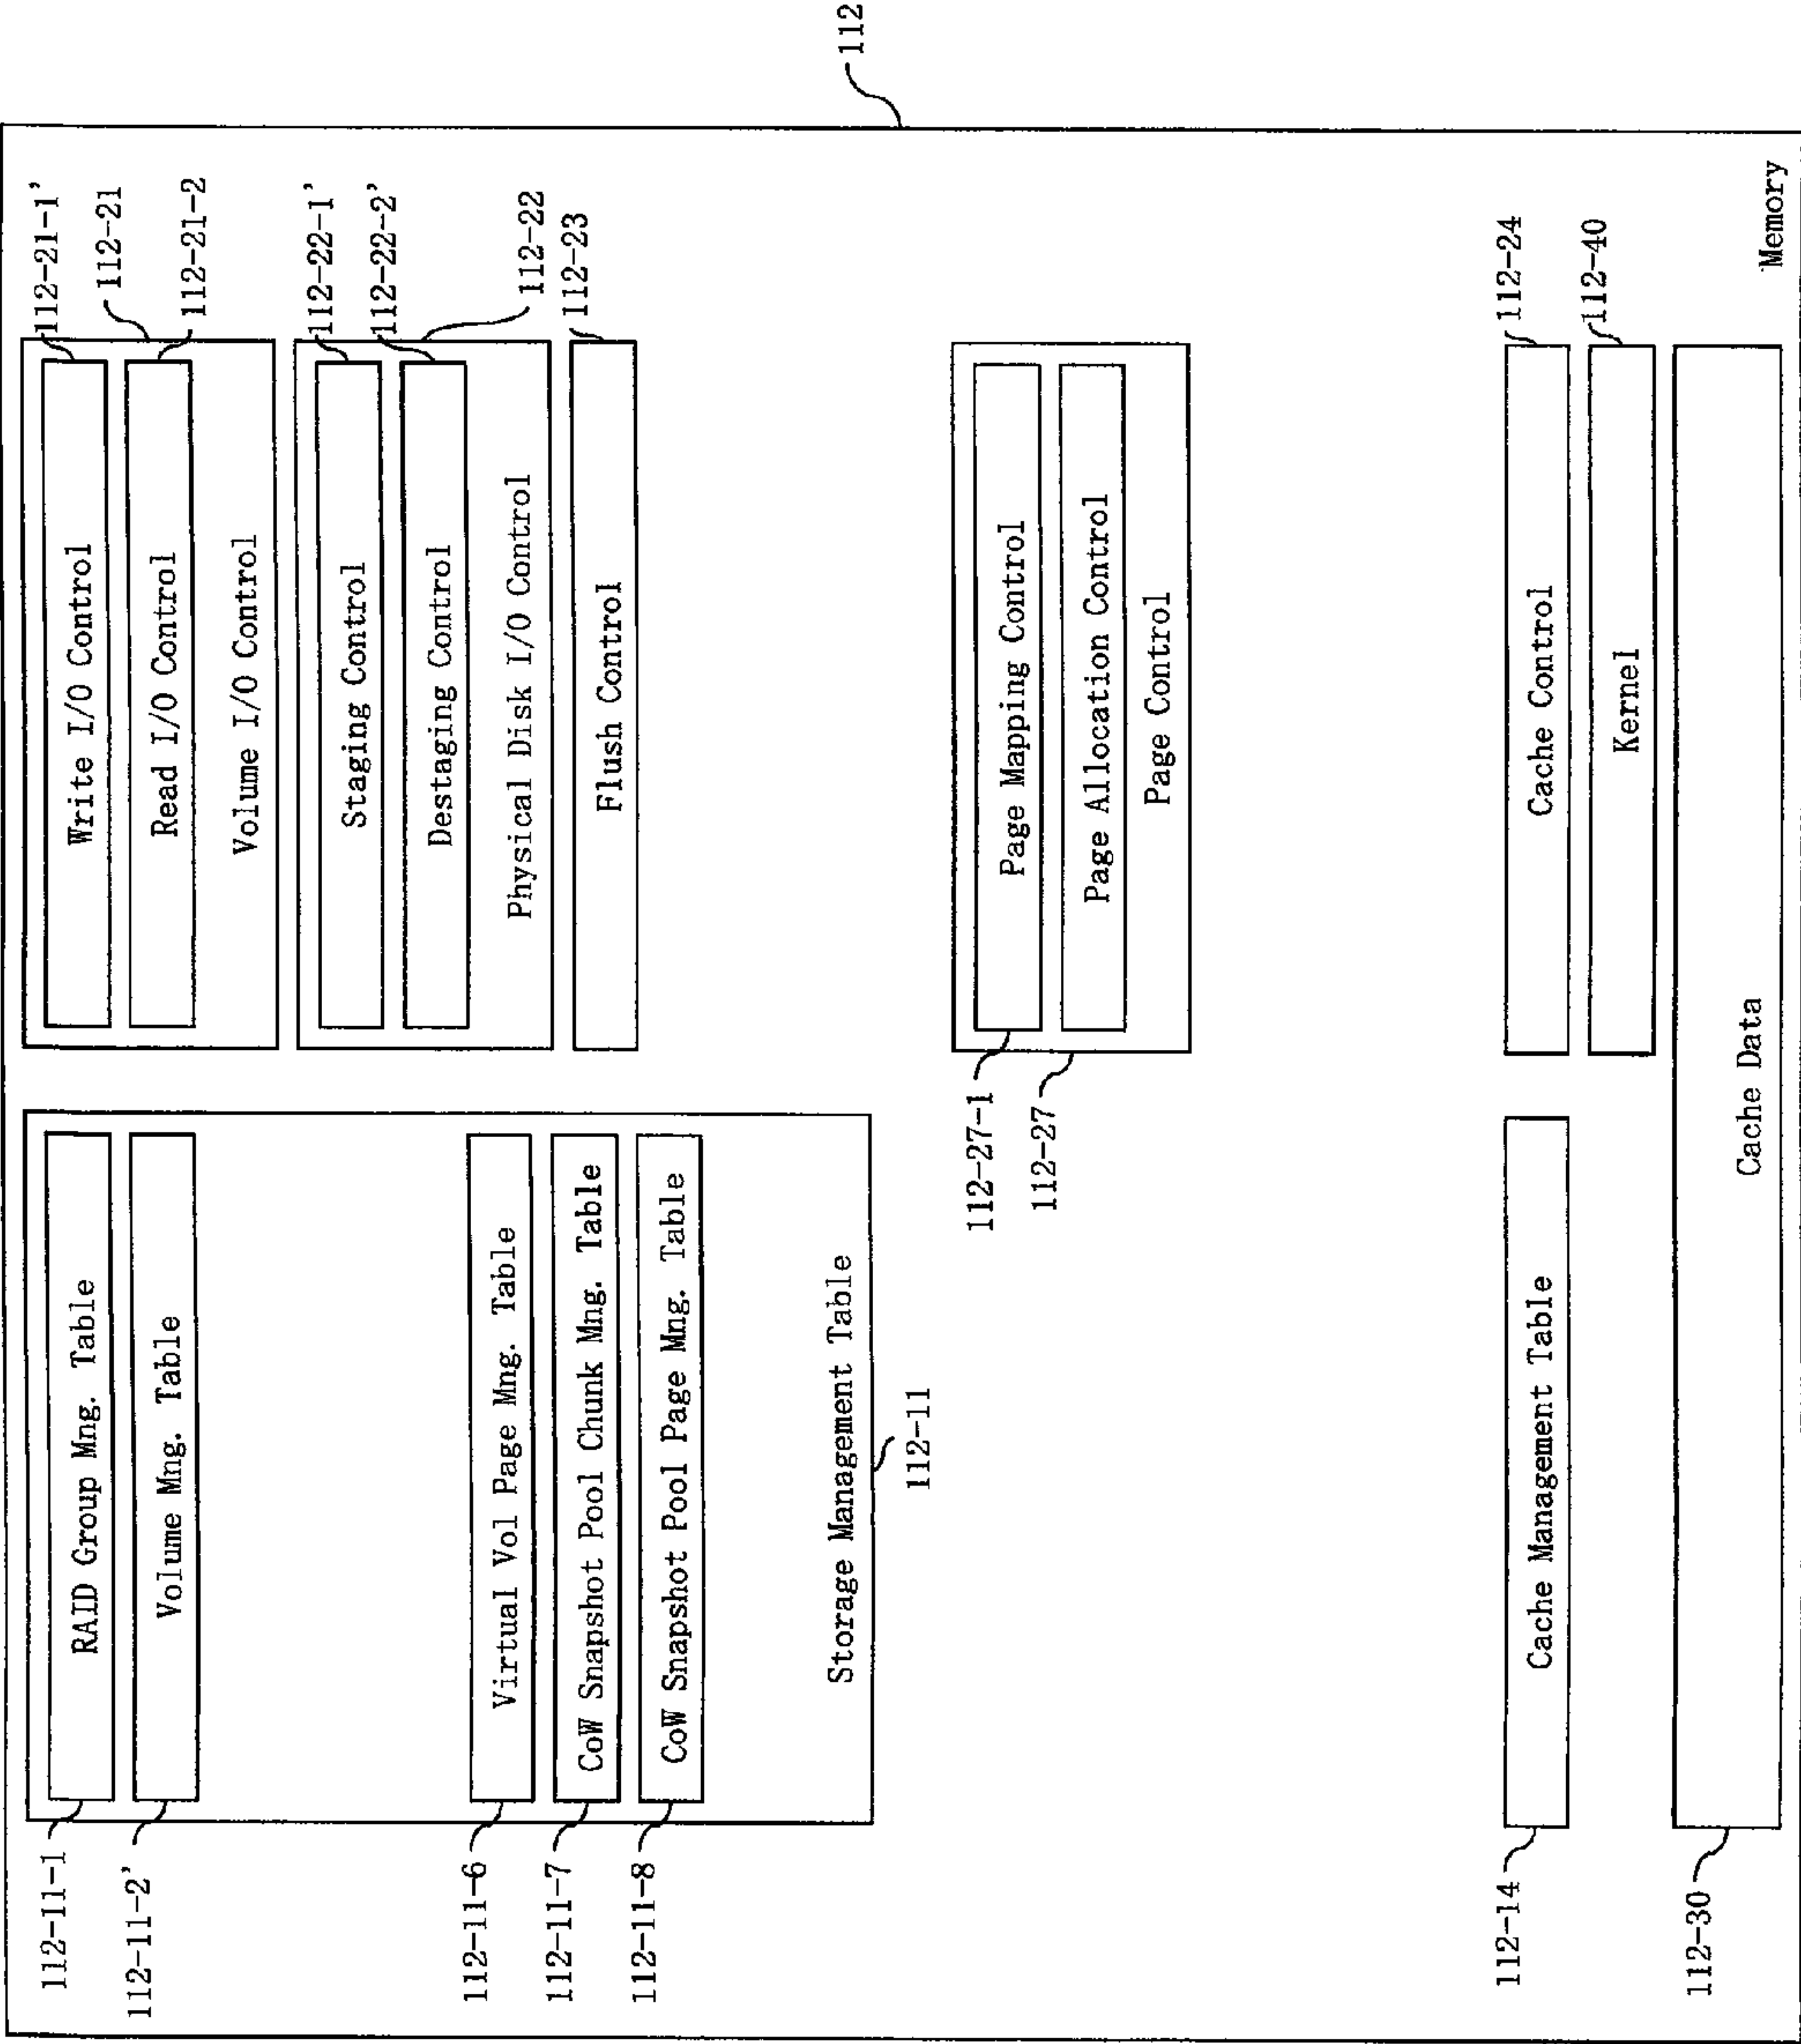 112-11-1
RAID Group Mng. Table
112-11-2'
Volume Mng. Table
112-11-6
Virtual Vol Page Mng. Table
112-11-7
CoW Snapshot Pool Chunk Mng. Table
112-11-8
CoW Snapshot Pool Page Mng. Table
Storage Management Table
112-11
Write I/O Control
112-21-1'
112-21
Read I/O Control
112-21-2
Volume I/O Control
Staging Control
112-22-1'
Destaging Control
112-22-2'
Physical Disk I/O Control
112-22
Flush Control
112-23
112
112-27-1
Page Mapping Control
Page Allocation Control
112-27
Page Control
112-14
Cache Management Table
Cache Control
112-24
Kernel
112-40
112-30
Cache Data
Memory